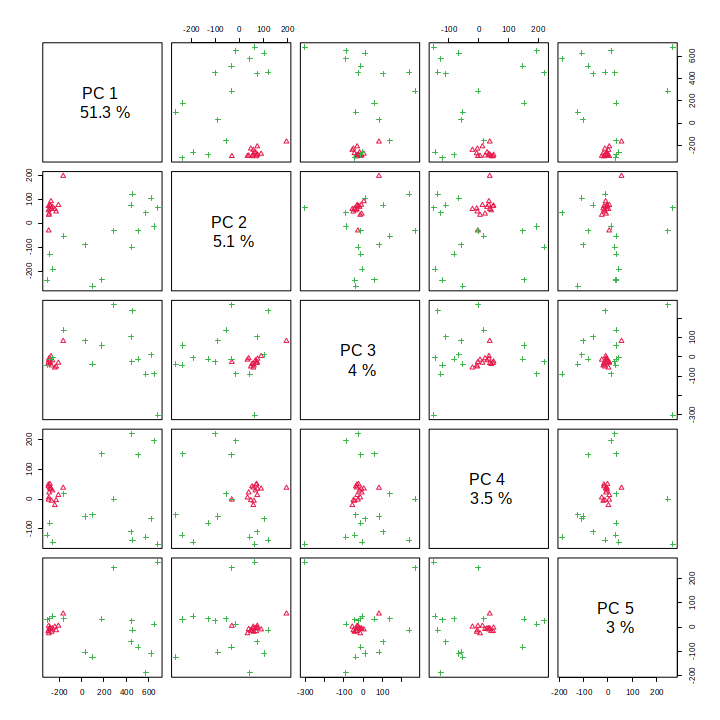 -200 -100 0 100 200
-100 0 100 200
PC 1
51.3 %
-200 0 200 400 600
-200 -100 0 100 200
PC 2
5.1 %
PC 3
4 %
-300 -100 0 100
-100 0 100 200
PC 4
3.5 %
PC 5
3 %
-200 -100 0 100 200
-200 0 200 400 600
-300 -200 -100 0 100
-200 -100 0 100 200